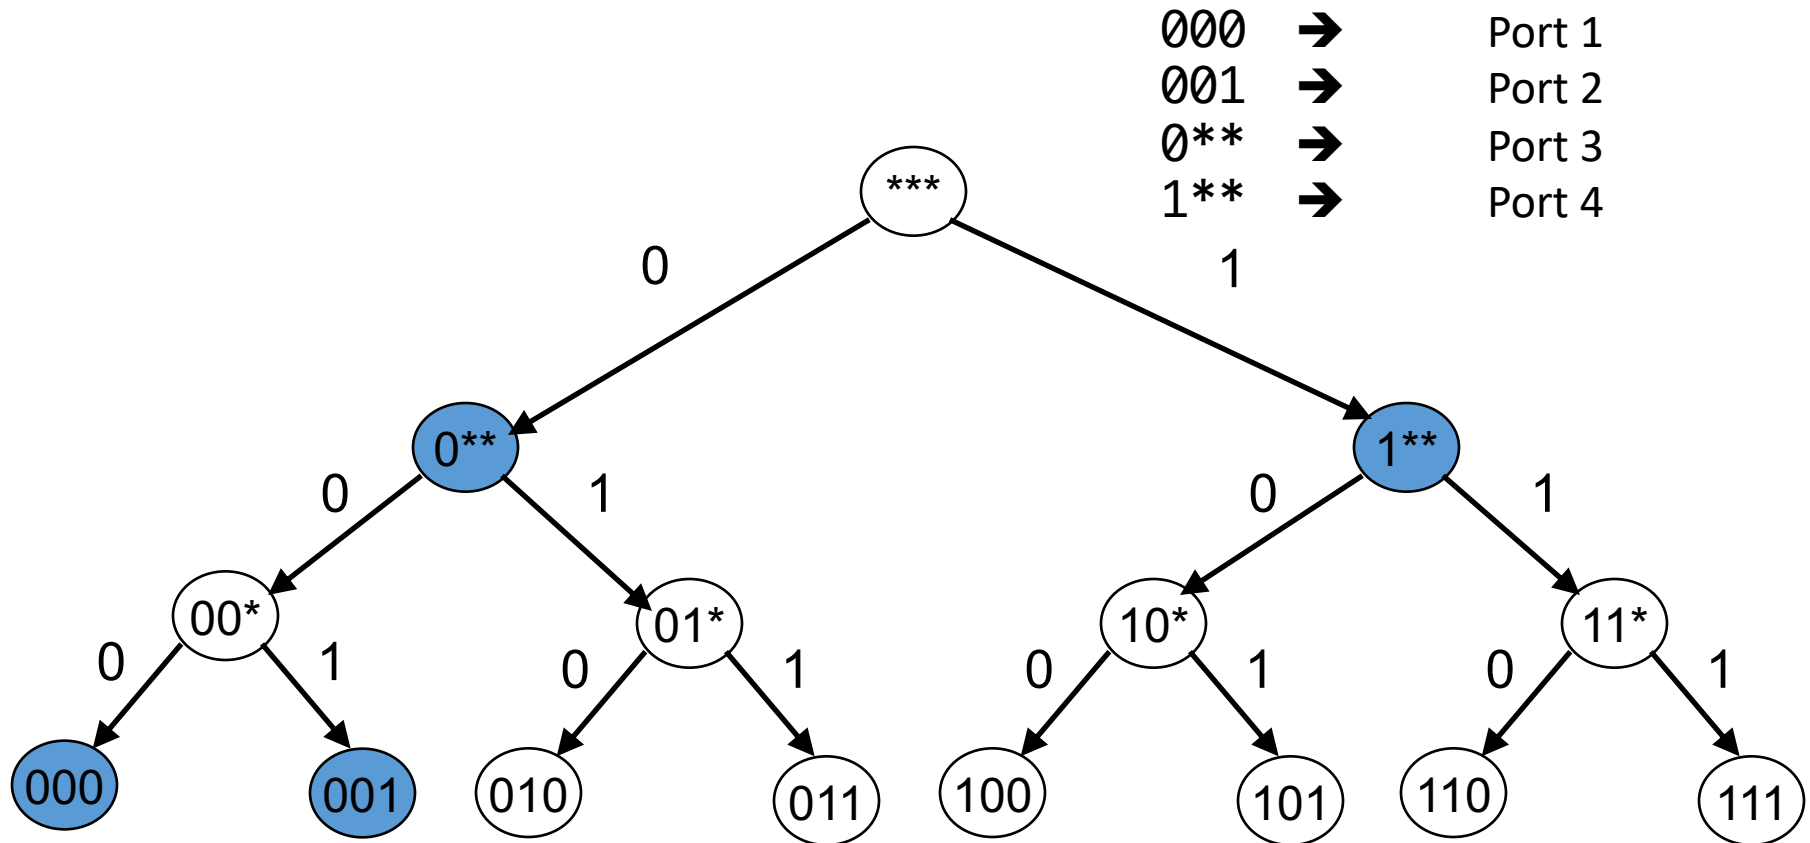 000 ➔ Port 1
001 ➔ Port 2
0** ➔ Port 3
1** ➔ Port 4
***
0 1
0** 1**
0 1 0 1
00* 01* 10* 11*
0 1 0 1 0 1 0 1
000 001 010 011 100 101 110 111